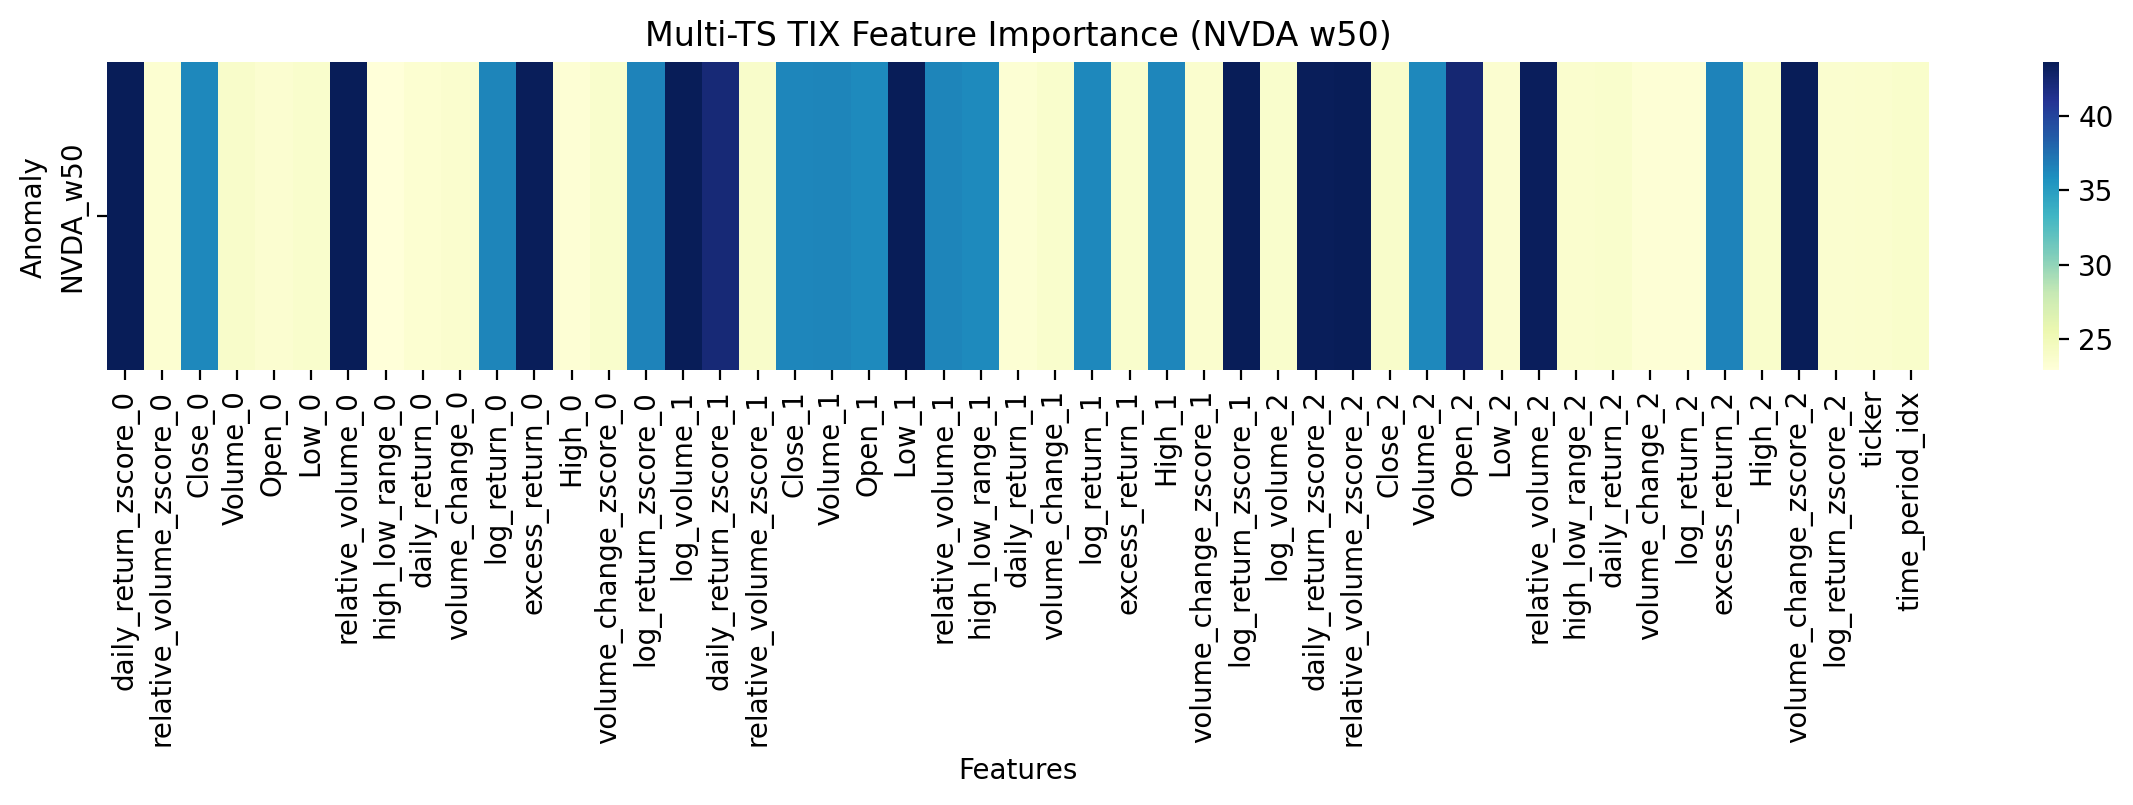 Multi-TS TIX Feature Importance (NVDA w50)
Anomaly
NVDA_w50
40
35
30
25
daily_return_zscore_0
relative_volume_zscore_0
Close_0
Volume_0
Open_0
Low_0
relative_volume_0
high_low_range_0
daily_return_0
volume_change_0
log_return_0
excess_return_0
High_0
volume_change_zscore_0
log_return_zscore_0
log_volume_1
daily_return_zscore_1
relative_volume_zscore_1
Close_1
Volume_1
Open_1
Low_1
relative_volume_1
high_low_range_1
daily_return_1
volume_change_1
log_return_1
excess_return_1
High_1
volume_change_zscore_1
log_return_zscore_1
log_volume_2
daily_return_zscore_2
relative_volume_zscore_2
Close_2
Volume_2
Open_2
Low_2
relative_volume_2
high_low_range_2
daily_return_2
volume_change_2
log_return_2
excess_return_2
High_2
volume_change_zscore_2
log_return_zscore_2
ticker
time_period_idx
Features